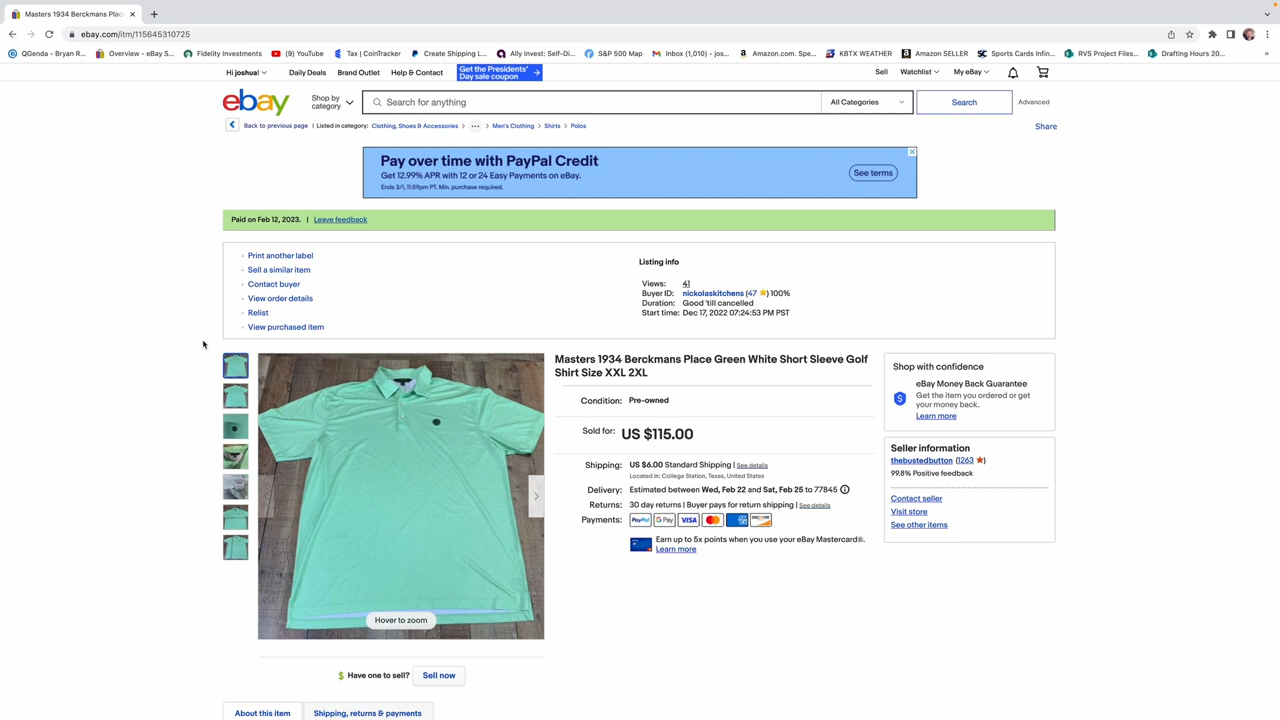 Masters 1934 Berckmans Place
ebay.com/itm/115645310725
QGenda - Bryan R...
Overview - eBay S...
Fidelity Investments
(9) YouTube
Tax | CoinTracker
Create Shipping L...
Ally Invest: Self-Di...
S&P 500 Map
Inbox (1,010) - jos...
Amazon.com. Spe...
KBTX WEATHER
Amazon SELLER
Sports Cards Infin...
RVS Project Files...
Drafting Hours 20...
»
Hi joshua!
Daily Deals
Brand Outlet
Help & Contact
Get the Presidents'
Day sale coupon
Sell
Watchlist
My eBay
ebay
Shop by
category
Search for anything
All Categories
Search
Advanced
Back to previous page | Listed in category: Clothing, Shoes & Accessories > ... > Men's Clothing > Shirts > Polos
Share
Pay over time with PayPal Credit
Get 12.99% APR with 12 or 24 Easy Payments on eBay.
Ends 3/1, 11:59pm PT. Min. purchase required.
See terms
Paid on Feb 12, 2023. | Leave feedback
Print another label
Sell a similar item
Contact buyer
View order details
Relist
View purchased item
Listing info
Views: 41
Buyer ID: nickolaskitchens (47 ) 100%
Duration: Good 'till cancelled
Start time: Dec 17, 2022 07:24:53 PM PST
Masters 1934 Berckmans Place Green White Short Sleeve Golf
Shirt Size XXL 2XL
Condition: Pre-owned
Sold for: US $115.00
Shipping: US $6.00 Standard Shipping | See details
Located in: College Station, Texas, United States
Delivery: Estimated between Wed, Feb 22 and Sat, Feb 25 to 77845
Returns: 30 day returns | Buyer pays for return shipping | See details
Payments: PayPal G Pay VISA DISCOVER
Earn up to 5x points when you use your eBay Mastercard®.
Learn more
Shop with confidence
eBay Money Back Guarantee
Get the item you ordered or get
your money back.
Learn more
Seller information
thebustedbutton (1263 )
99.8% Positive feedback
Contact seller
Visit store
See other items
Hover to zoom
Have one to sell?
Sell now
About this item
Shipping, returns & payments